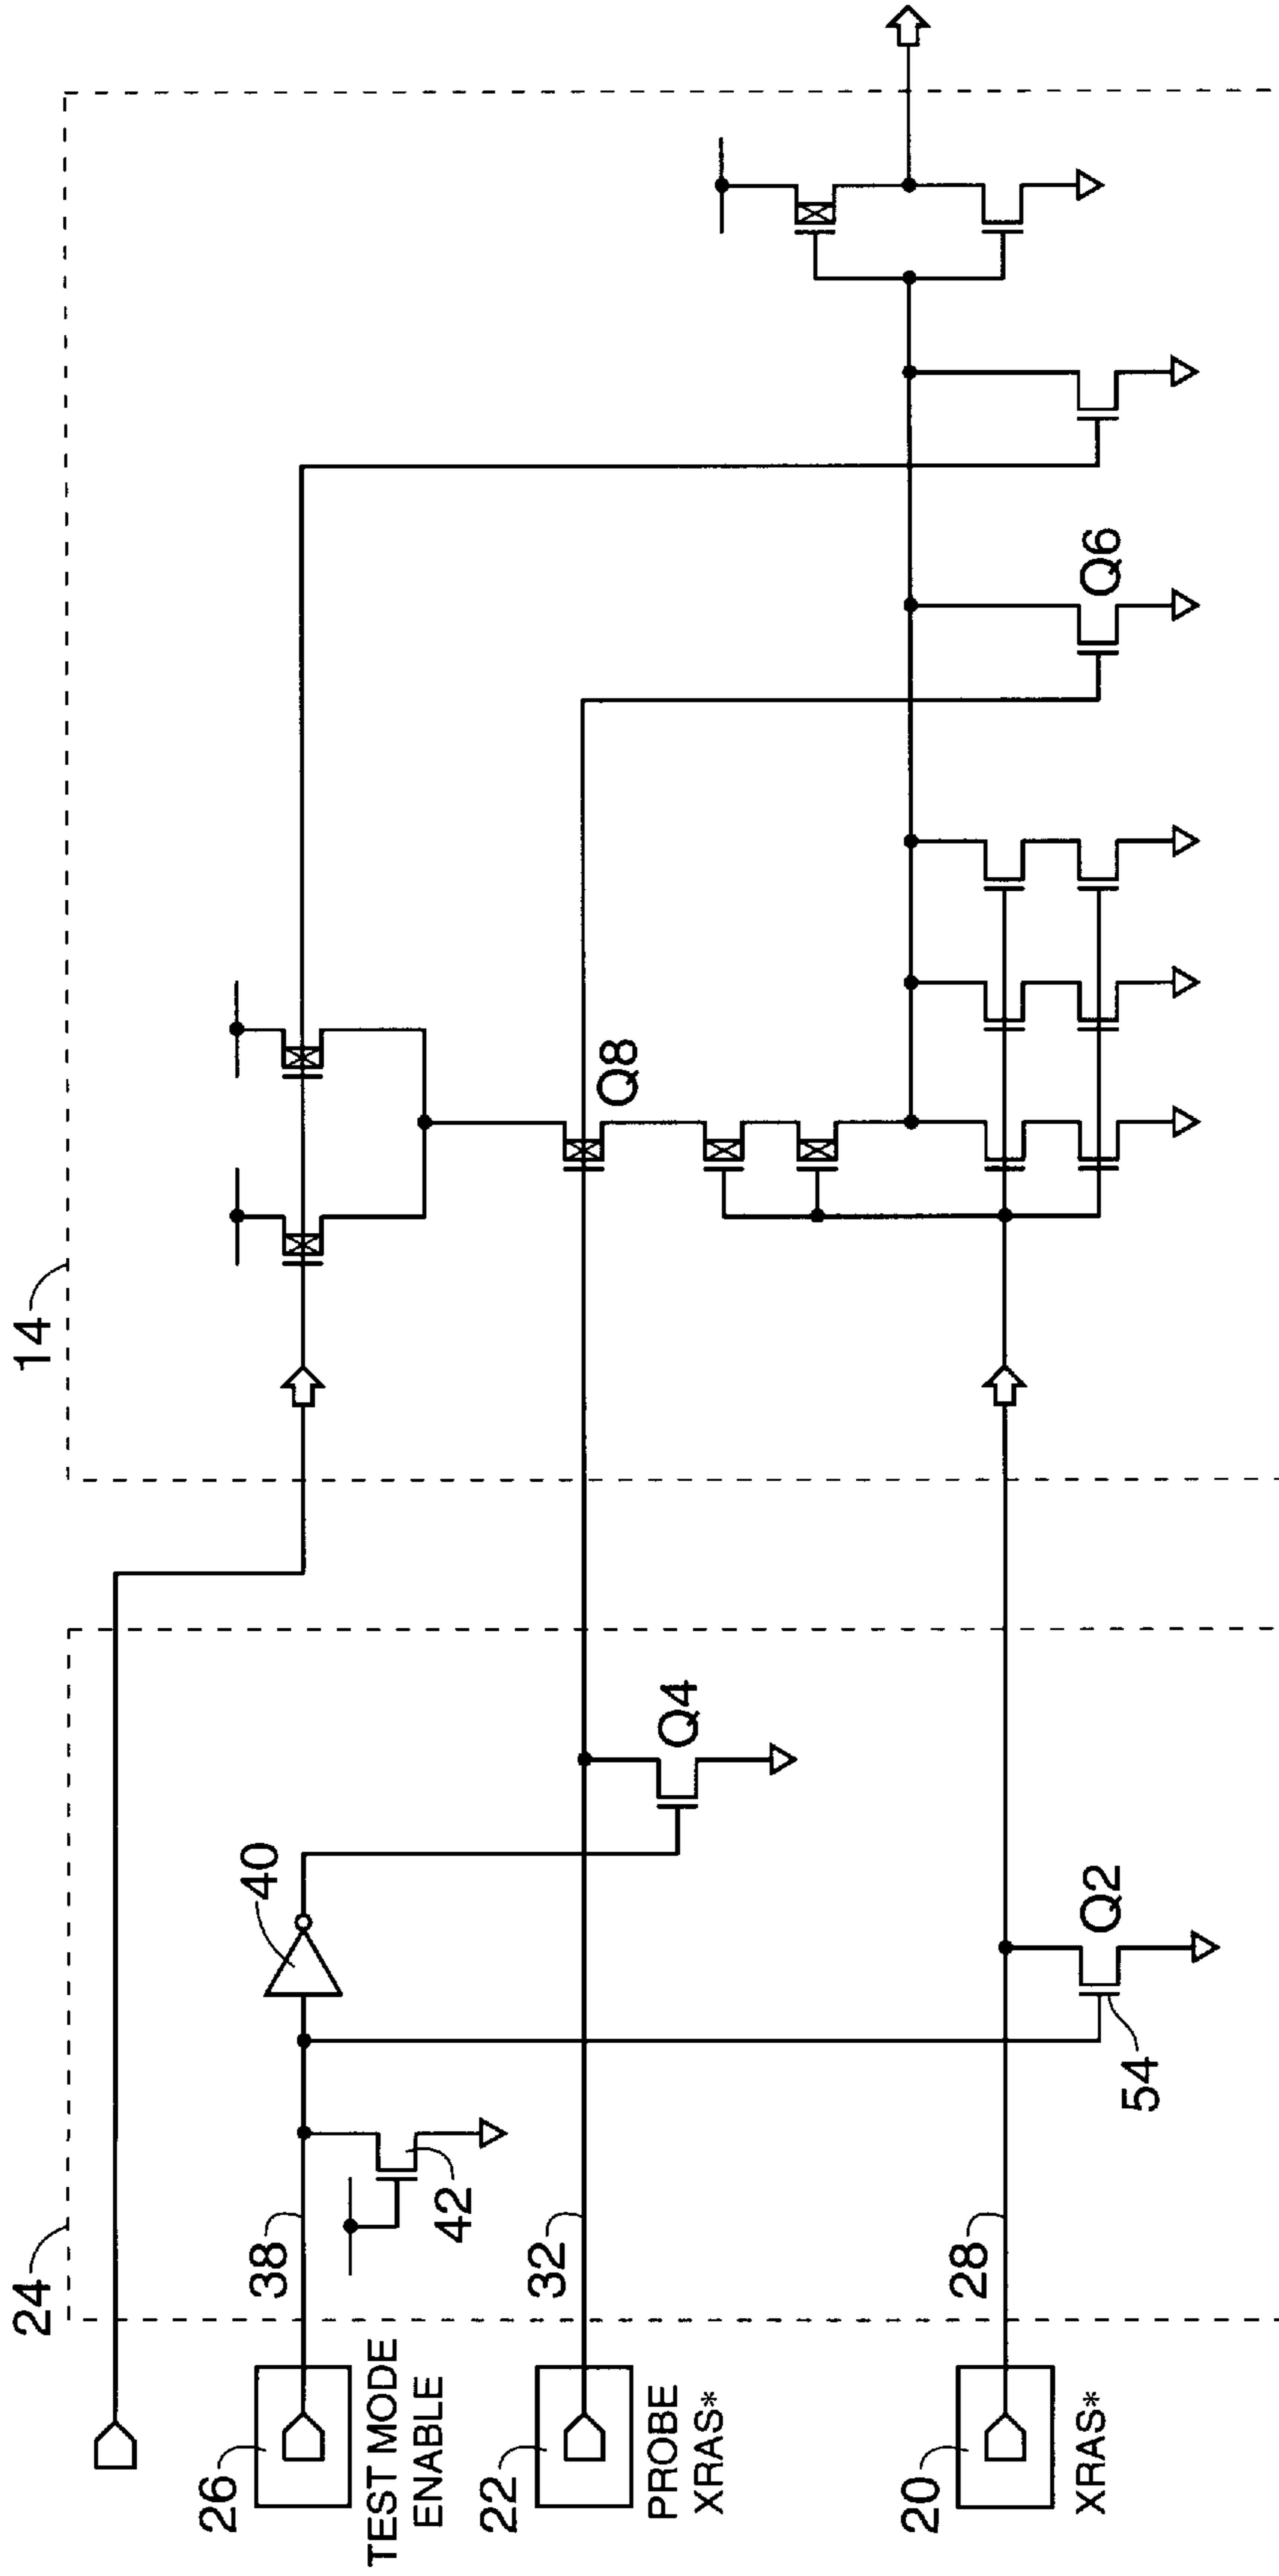 24
14
26
TEST MODE
ENABLE
38
42
40
22
PROBE
XRAS*
32
Q4
Q8
Q6
20
XRAS*
28
54
Q2